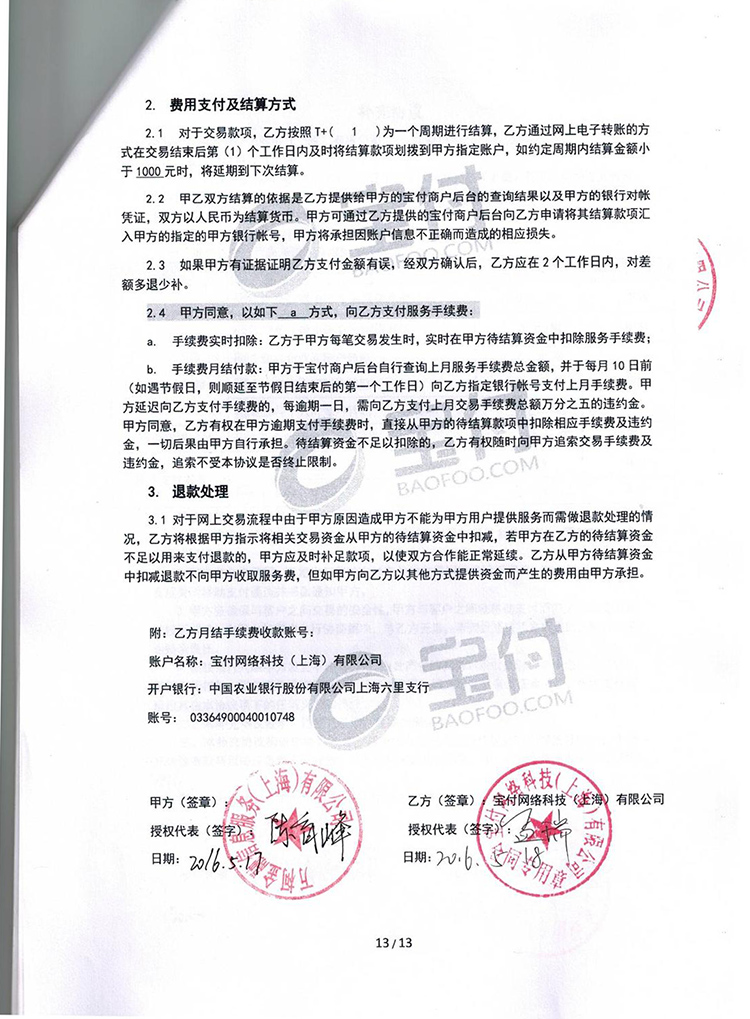 2. 费用支付及结算方式
2.1 对于交易款项，乙方按照 T+( 1 )为一个周期进行结算，乙方通过网上电子转账的方
式在交易结束后第（1）个工作日内及时将结算款项划拨到甲方指定账户，如约定周期内结算金额小
于 1000 元时，将延期到下次结算。
2.2 甲乙双方结算的依据是乙方提供给甲方的宝付商户后台的查询结果以及甲方的银行对帐
凭证，双方以人民币为结算货币。甲方可通过乙方提供的宝付商户后台向乙方申请将其结算款项汇
入甲方的指定的甲方银行帐号，甲方将承担因账户信息不正确而造成的相应损失。
2.3 如果甲方有证据证明乙方支付金额有误，经双方确认后，乙方应在 2 个工作日内，对差
额多退少补。
2.4 甲方同意，以如下 a 方式，向乙方支付服务手续费：
a. 手续费实时扣除：乙方于甲方每笔交易发生时，实时在甲方待结算资金中扣除服务手续费；
b. 手续费月结付款：甲方于宝付商户后台自行查询上月服务手续费总金额，并于每月 10 日前
（如遇节假日，则顺延至节假日结束后的第一个工作日）向乙方指定银行帐号支付上月手续费。甲
方延迟向乙方支付手续费的，每逾期一日，需向乙方支付上月交易手续费总额万分之五的违约金。
甲方同意，乙方有权在甲方逾期支付手续费时，直接从甲方的待结算款项中扣除相应手续费及违约
金，一切后果由甲方自行承担。待结算资金不足以扣除的，乙方有权随时向甲方追索交易手续费及
违约金，追索不受本协议是否终止限制。
3. 退款处理
3.1 对于网上交易流程中由于甲方原因造成甲方不能为甲方用户提供服务而需做退款处理的情
况，乙方将根据甲方指示将相关交易资金从甲方的待结算资金中扣减，若甲方在乙方的待结算资金
不足以用来支付退款的，甲方应及时补足款项，以使双方合作能正常延续。乙方从甲方待结算资金
中扣减退款不向甲方收取服务费，但如甲方向乙方以其他方式提供资金而产生的费用由甲方承担。
附：乙方月结手续费收款账号：
账户名称：宝付网络科技（上海）有限公司
开户银行：中国农业银行股份有限公司上海六里支行
账号： 03364900040010748
甲方（签章）：
授权代表（签字）：
日期：2016.5.17
万柯金融信息服务(上海)有限公司
乙方（签章）：宝付网络科技（上海）有限公司
授权代表（签字）：
日期：2016.5.18
宝付网络科技(上海)有限公司
合同专用章
宝付
BAOFOO.COM
宝付
BAOFOO.COM
宝付
BAOFOO.COM
13/13